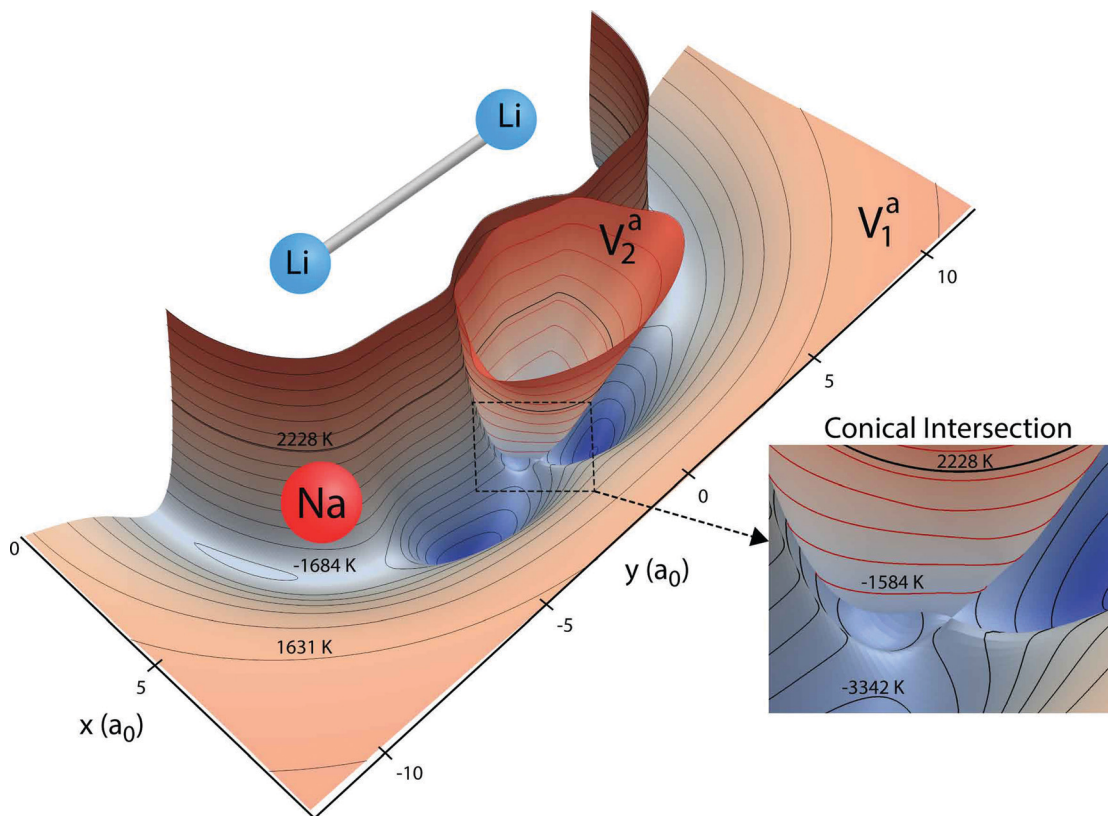 Li
Li
V₂ᵃ
V₁ᵃ
10
5
Conical Intersection
2228 K
2228 K
Na
0
-1684 K
0
y (a₀)
-1584 K
-5
1631 K
5
-3342 K
x (a₀)
-10